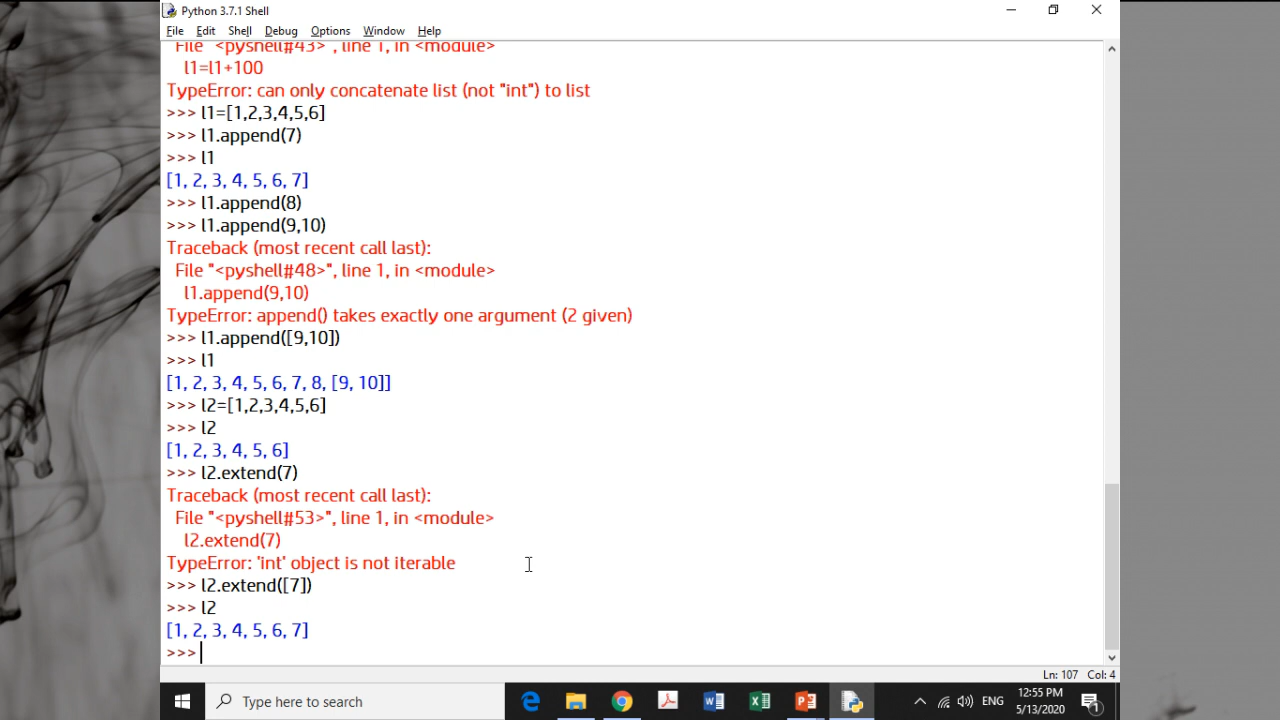 Python 3.7.1 Shell
File Edit Shell Debug Options Window Help
File "<pyshell#43>", line 1, in <module>
l1=l1+100
TypeError: can only concatenate list (not "int") to list
>>> l1=[1,2,3,4,5,6]
>>> l1.append(7)
>>> l1
[1, 2, 3, 4, 5, 6, 7]
>>> l1.append(8)
>>> l1.append(9,10)
Traceback (most recent call last):
File "<pyshell#48>", line 1, in <module>
l1.append(9,10)
TypeError: append() takes exactly one argument (2 given)
>>> l1.append([9,10])
>>> l1
[1, 2, 3, 4, 5, 6, 7, 8, [9, 10]]
>>> l2=[1,2,3,4,5,6]
>>> l2
[1, 2, 3, 4, 5, 6]
>>> l2.extend(7)
Traceback (most recent call last):
File "<pyshell#53>", line 1, in <module>
l2.extend(7)
TypeError: 'int' object is not iterable
>>> l2.extend([7])
>>> l2
[1, 2, 3, 4, 5, 6, 7]
>>>
Ln: 107 Col: 4
Type here to search
ENG
12:55 PM
5/13/2020
1